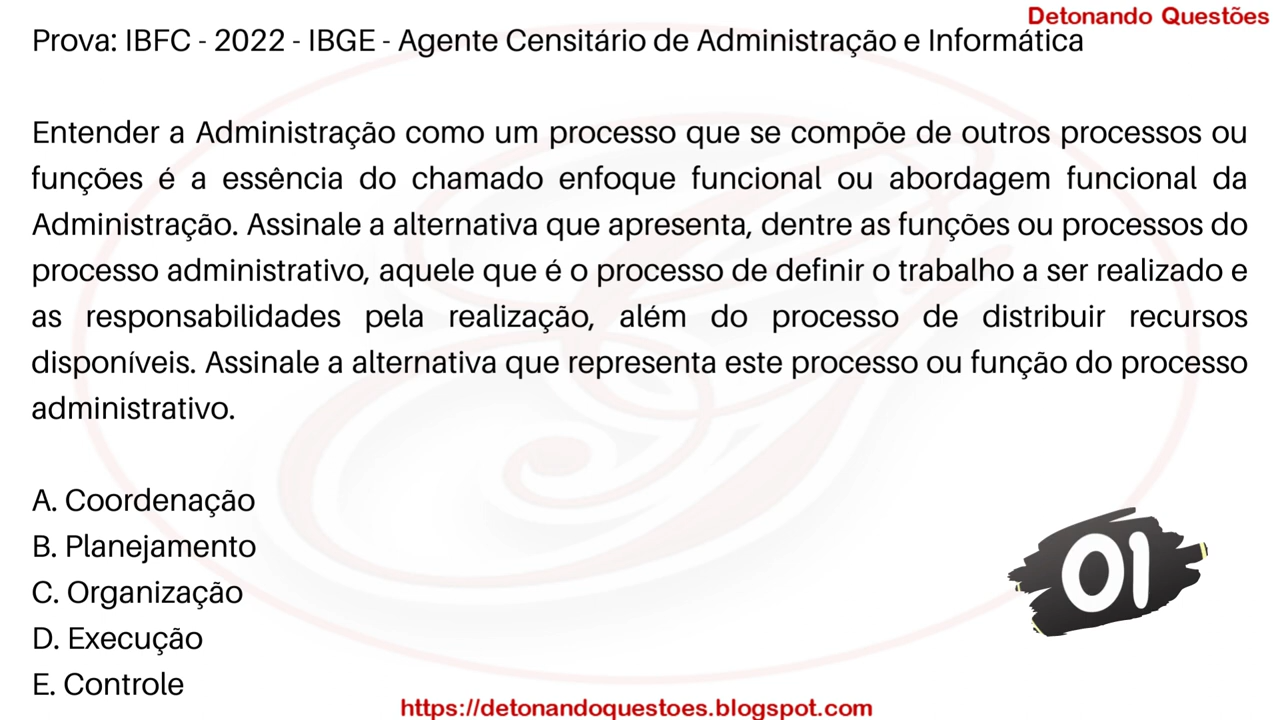 Detonando Questões
Prova: IBFC - 2022 - IBGE - Agente Censitário de Administração e Informática
Entender a Administração como um processo que se compõe de outros processos ou
funções é a essência do chamado enfoque funcional ou abordagem funcional da
Administração. Assinale a alternativa que apresenta, dentre as funções ou processos do
processo administrativo, aquele que é o processo de definir o trabalho a ser realizado e
as responsabilidades pela realização, além do processo de distribuir recursos
disponíveis. Assinale a alternativa que representa este processo ou função do processo
administrativo.
A. Coordenação
B. Planejamento
C. Organização
D. Execução
E. Controle
01
https://detonandoquestoes.blogspot.com